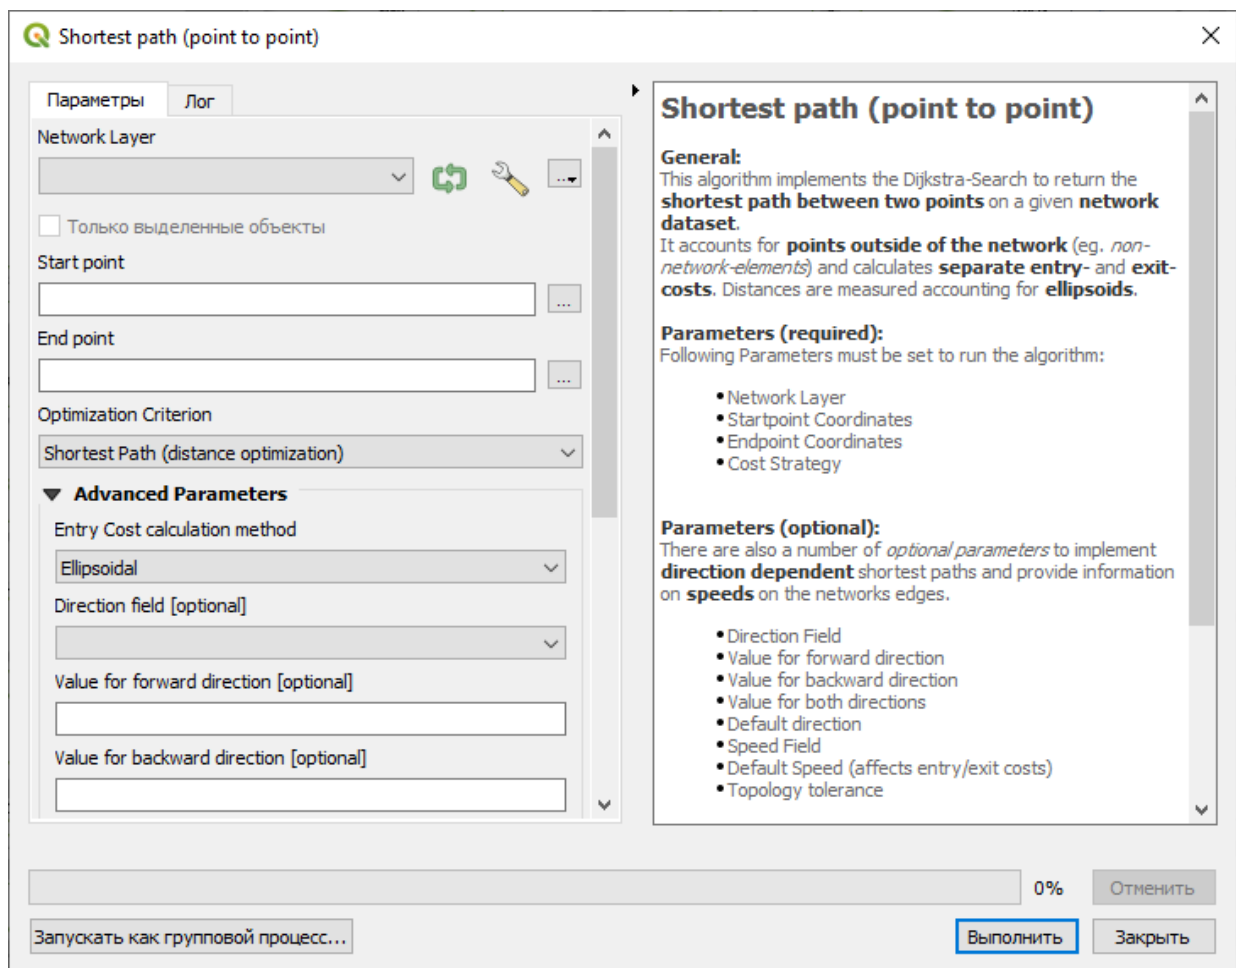 Shortest path (point to point)
Параметры
Лог
Network Layer
...
Только выделенные объекты
Start point
...
End point
...
Optimization Criterion
Shortest Path (distance optimization)
Advanced Parameters
Entry Cost calculation method
Ellipsoidal
Direction field [optional]
Value for forward direction [optional]
Value for backward direction [optional]
Shortest path (point to point)
General:
This algorithm implements the Dijkstra-Search to return the
shortest path between two points on a given network
dataset.
It accounts for points outside of the network (eg. non-
network-elements) and calculates separate entry- and exit-
costs. Distances are measured accounting for ellipsoids.
Parameters (required):
Following Parameters must be set to run the algorithm:
• Network Layer
• Startpoint Coordinates
• Endpoint Coordinates
• Cost Strategy
Parameters (optional):
There are also a number of optional parameters to implement
direction dependent shortest paths and provide information
on speeds on the networks edges.
• Direction Field
• Value for forward direction
• Value for backward direction
• Value for both directions
• Default direction
• Speed Field
• Default Speed (affects entry/exit costs)
• Topology tolerance
0%
Отменить
Запускать как групповой процесс...
Выполнить
Закрыть